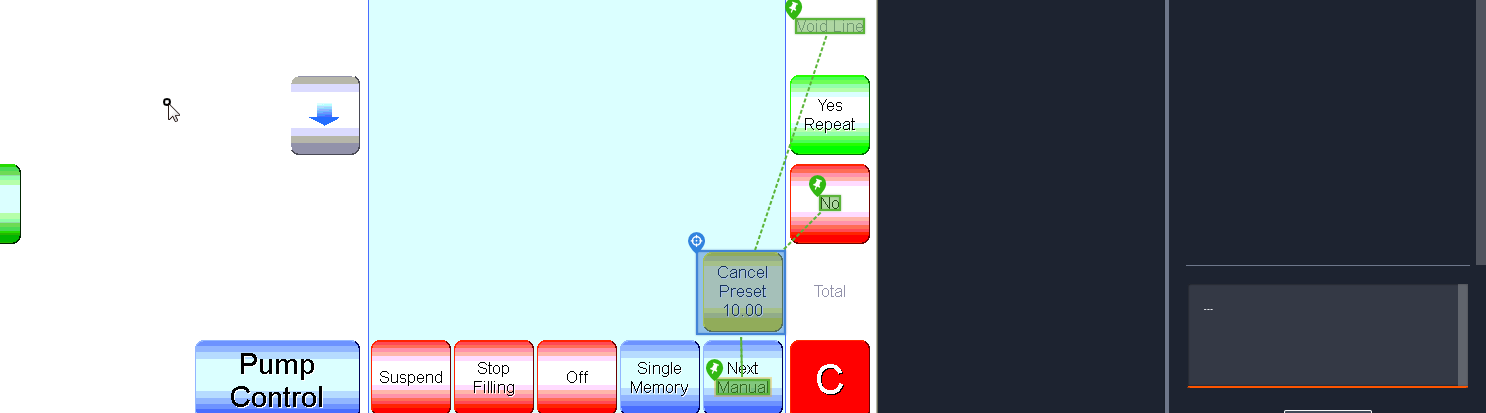 Void Line
Yes
Repeat
No
Cancel
Preset
10.00
Total
---
Pump
Control
Suspend
Stop
Filling
Off
Single
Memory
Next
Manual
C